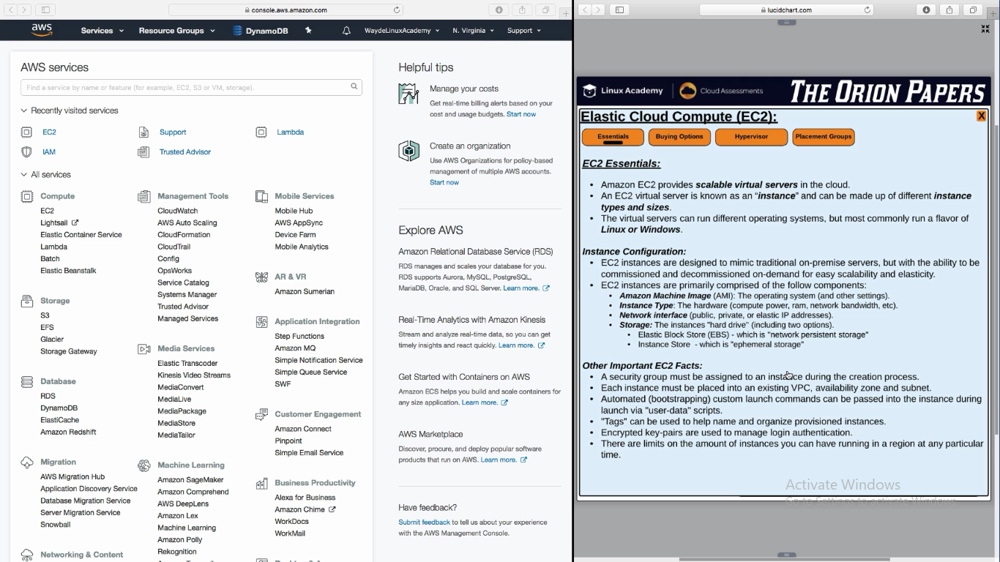 console.aws.amazon.com
lucidchart.com
aws
Services
Resource Groups
DynamoDB
WaydeLinuxAcademy
N. Virginia
Support
AWS services
Find a service by name or feature (for example, EC2, S3 or VM, storage).
Recently visited services
EC2
Support
Lambda
IAM
Trusted Advisor
All services
Compute
EC2
Lightsail
Elastic Container Service
Lambda
Batch
Elastic Beanstalk
Storage
S3
EFS
Glacier
Storage Gateway
Database
RDS
DynamoDB
ElastiCache
Amazon Redshift
Migration
AWS Migration Hub
Application Discovery Service
Database Migration Service
Server Migration Service
Snowball
Networking & Content
Management Tools
CloudWatch
AWS Auto Scaling
CloudFormation
CloudTrail
Config
OpsWorks
Service Catalog
Systems Manager
Trusted Advisor
Managed Services
Media Services
Elastic Transcoder
Kinesis Video Streams
MediaConvert
MediaLive
MediaPackage
MediaStore
MediaTailor
Machine Learning
Amazon SageMaker
Amazon Comprehend
AWS DeepLens
Amazon Lex
Machine Learning
Amazon Polly
Rekognition
Mobile Services
Mobile Hub
AWS AppSync
Device Farm
Mobile Analytics
AR & VR
Amazon Sumerian
Application Integration
Step Functions
Amazon MQ
Simple Notification Service
Simple Queue Service
SWF
Customer Engagement
Amazon Connect
Pinpoint
Simple Email Service
Business Productivity
Alexa for Business
Amazon Chime
WorkDocs
WorkMail
Helpful tips
Manage your costs
Get real-time billing alerts based on your
cost and usage budgets. Start now
Create an organization
Use AWS Organizations for policy-based
management of multiple AWS accounts.
Start now
Explore AWS
Amazon Relational Database Service (RDS)
RDS manages and scales your database for you.
RDS supports Aurora, MySQL, PostgreSQL,
MariaDB, Oracle, and SQL Server. Learn more.
Real-Time Analytics with Amazon Kinesis
Stream and analyze real-time data, so you can get
timely insights and react quickly. Learn more.
Get Started with Containers on AWS
Amazon ECS helps you build and scale containers for
any size application. Learn more.
AWS Marketplace
Discover, procure, and deploy popular software
products that run on AWS. Learn more.
Have feedback?
Submit feedback to tell us about your experience
with the AWS Management Console.
Linux Academy
Cloud Assessments
THE ORION PAPERS
Elastic Cloud Compute (EC2):
X
Essentials
Buying Options
Hypervisor
Placement Groups
EC2 Essentials:
• Amazon EC2 provides scalable virtual servers in the cloud.
• An EC2 virtual server is known as an “instance” and can be made up of different instance
types and sizes.
• The virtual servers can run different operating systems, but most commonly run a flavor of
Linux or Windows.
Instance Configuration:
• EC2 instances are designed to mimic traditional on-premise servers, but with the ability to be
commissioned and decommissioned on-demand for easy scalability and elasticity.
• EC2 instances are primarily comprised of the follow components:
• Amazon Machine Image (AMI): The operating system (and other settings).
• Instance Type: The hardware (compute power, ram, network bandwidth, etc).
• Network interface (public, private, or elastic IP addresses).
• Storage: The instances "hard drive" (including two options).
• Elastic Block Store (EBS) - which is "network persistent storage"
• Instance Store - which is "ephemeral storage"
Other Important EC2 Facts:
• A security group must be assigned to an instance during the creation process.
• Each instance must be placed into an existing VPC, availability zone and subnet.
• Automated (bootstrapping) custom launch commands can be passed into the instance during
launch via "user-data" scripts.
• "Tags" can be used to help name and organize provisioned instances.
• Encrypted key-pairs are used to manage login authentication.
• There are limits on the amount of instances you can have running in a region at any particular
time.
Activate Windows
Go to Settings to activate Windows.